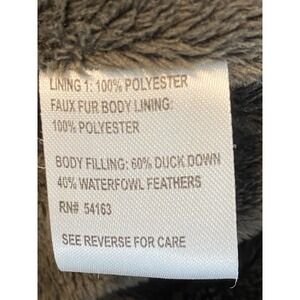 LINING 1: 100% POLYESTER
FAUX FUR BODY LINING:
100% POLYESTER
BODY FILLING: 60% DUCK DOWN
40% WATERFOWL FEATHERS
RN# 54163
SEE REVERSE FOR CARE